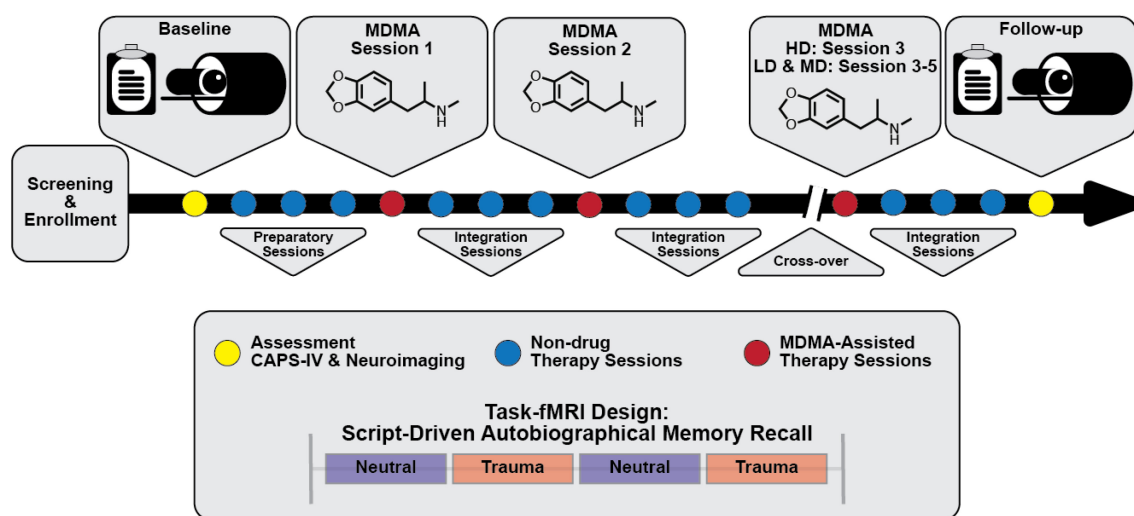 Baseline
MDMA
Session 1
MDMA
Session 2
MDMA
HD: Session 3
LD & MD: Session 3-5
Follow-up
O
O
N
H
O
O
N
H
O
O
N
H
Screening
&
Enrollment
Preparatory
Sessions
Integration
Sessions
Integration
Sessions
Cross-over
Integration
Sessions
Assessment
CAPS-IV & Neuroimaging
Non-drug
Therapy Sessions
MDMA-Assisted
Therapy Sessions
Task-fMRI Design:
Script-Driven Autobiographical Memory Recall
Neutral
Trauma
Neutral
Trauma